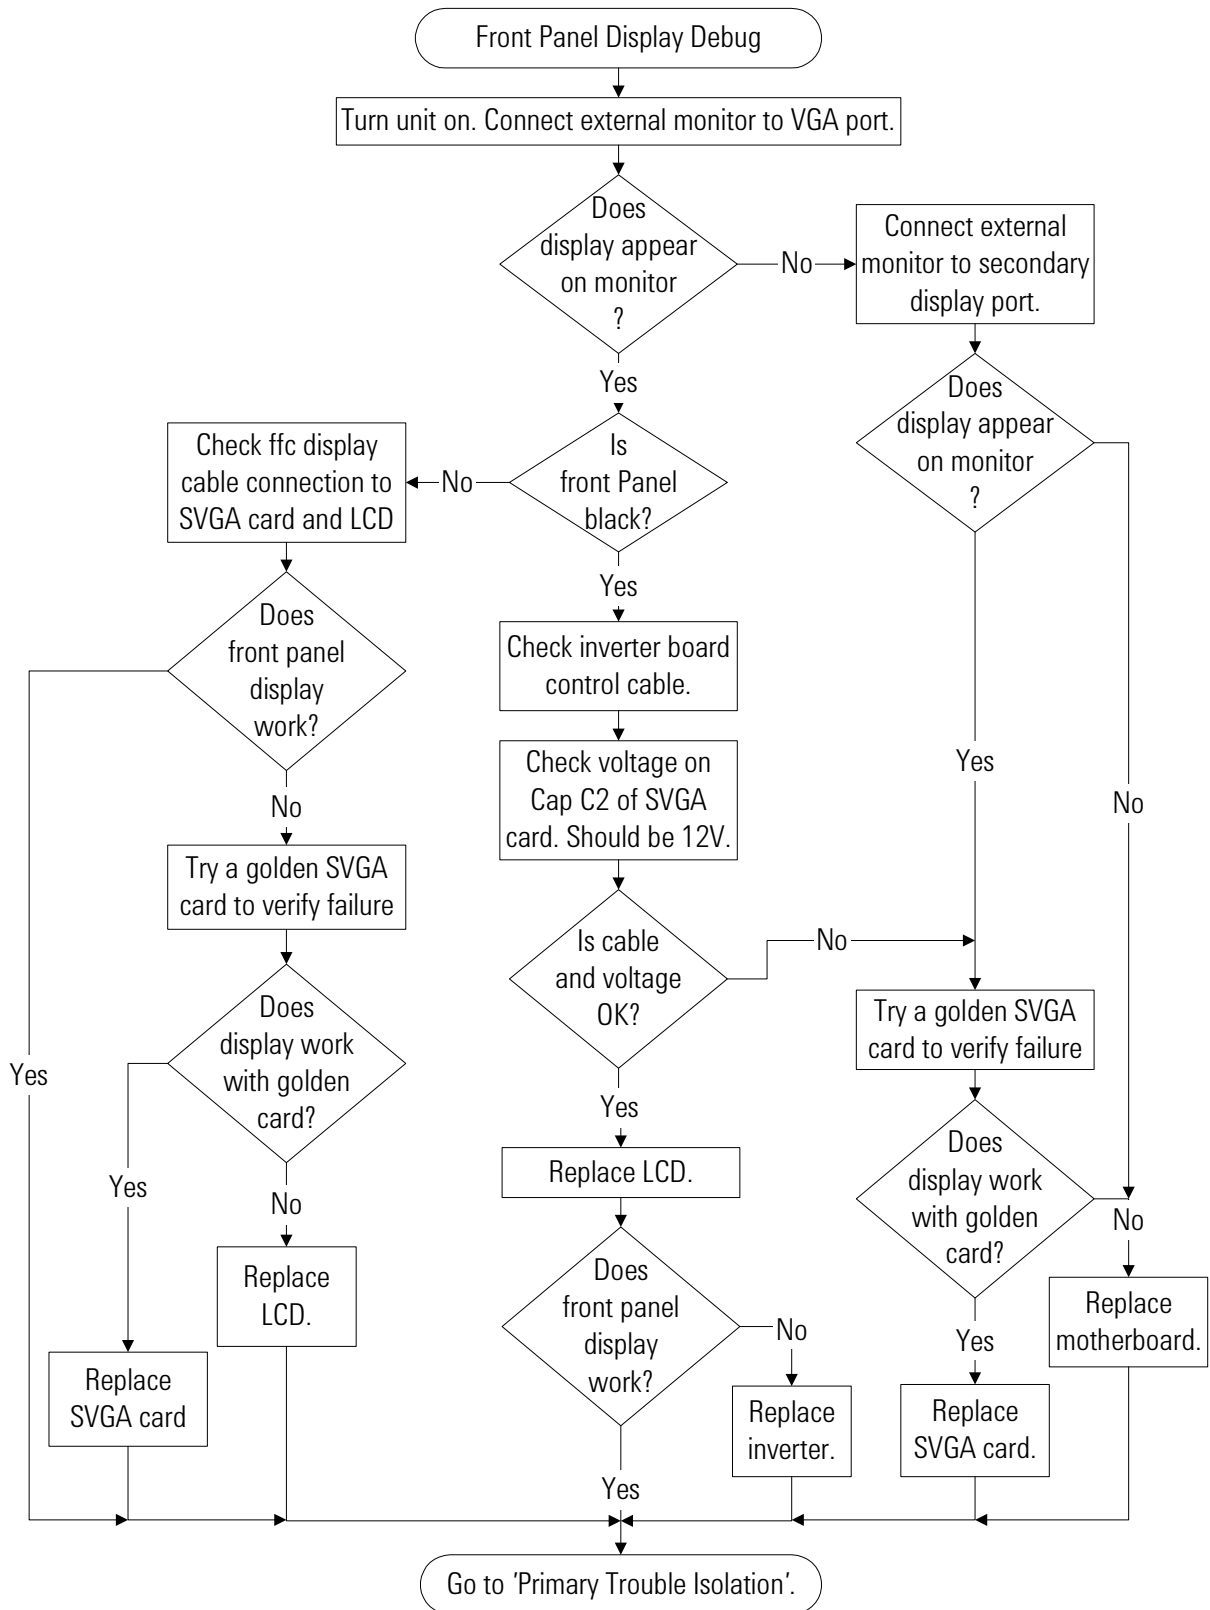 Front Panel Display Debug
Turn unit on. Connect external monitor to VGA port.
Does
display appear
on monitor
?
No
Connect external
monitor to secondary
display port.
Yes
Does
display appear
on monitor
?
Is
front Panel
black?
No
Check ffc display
cable connection to
SVGA card and LCD
Yes
Does
front panel
display
work?
Check inverter board
control cable.
Check voltage on
Cap C2 of SVGA
card. Should be 12V.
Yes
No
No
Try a golden SVGA
card to verify failure
Is cable
and voltage
OK?
No
Does
display work
with golden
card?
Try a golden SVGA
card to verify failure
Yes
Yes
Does
display work
with golden
card?
Replace LCD.
Yes
No
No
Replace
LCD.
Does
front panel
display
work?
No
Replace
motherboard.
Yes
Replace
SVGA card
Replace
inverter.
Replace
SVGA card.
Yes
Go to 'Primary Trouble Isolation'.